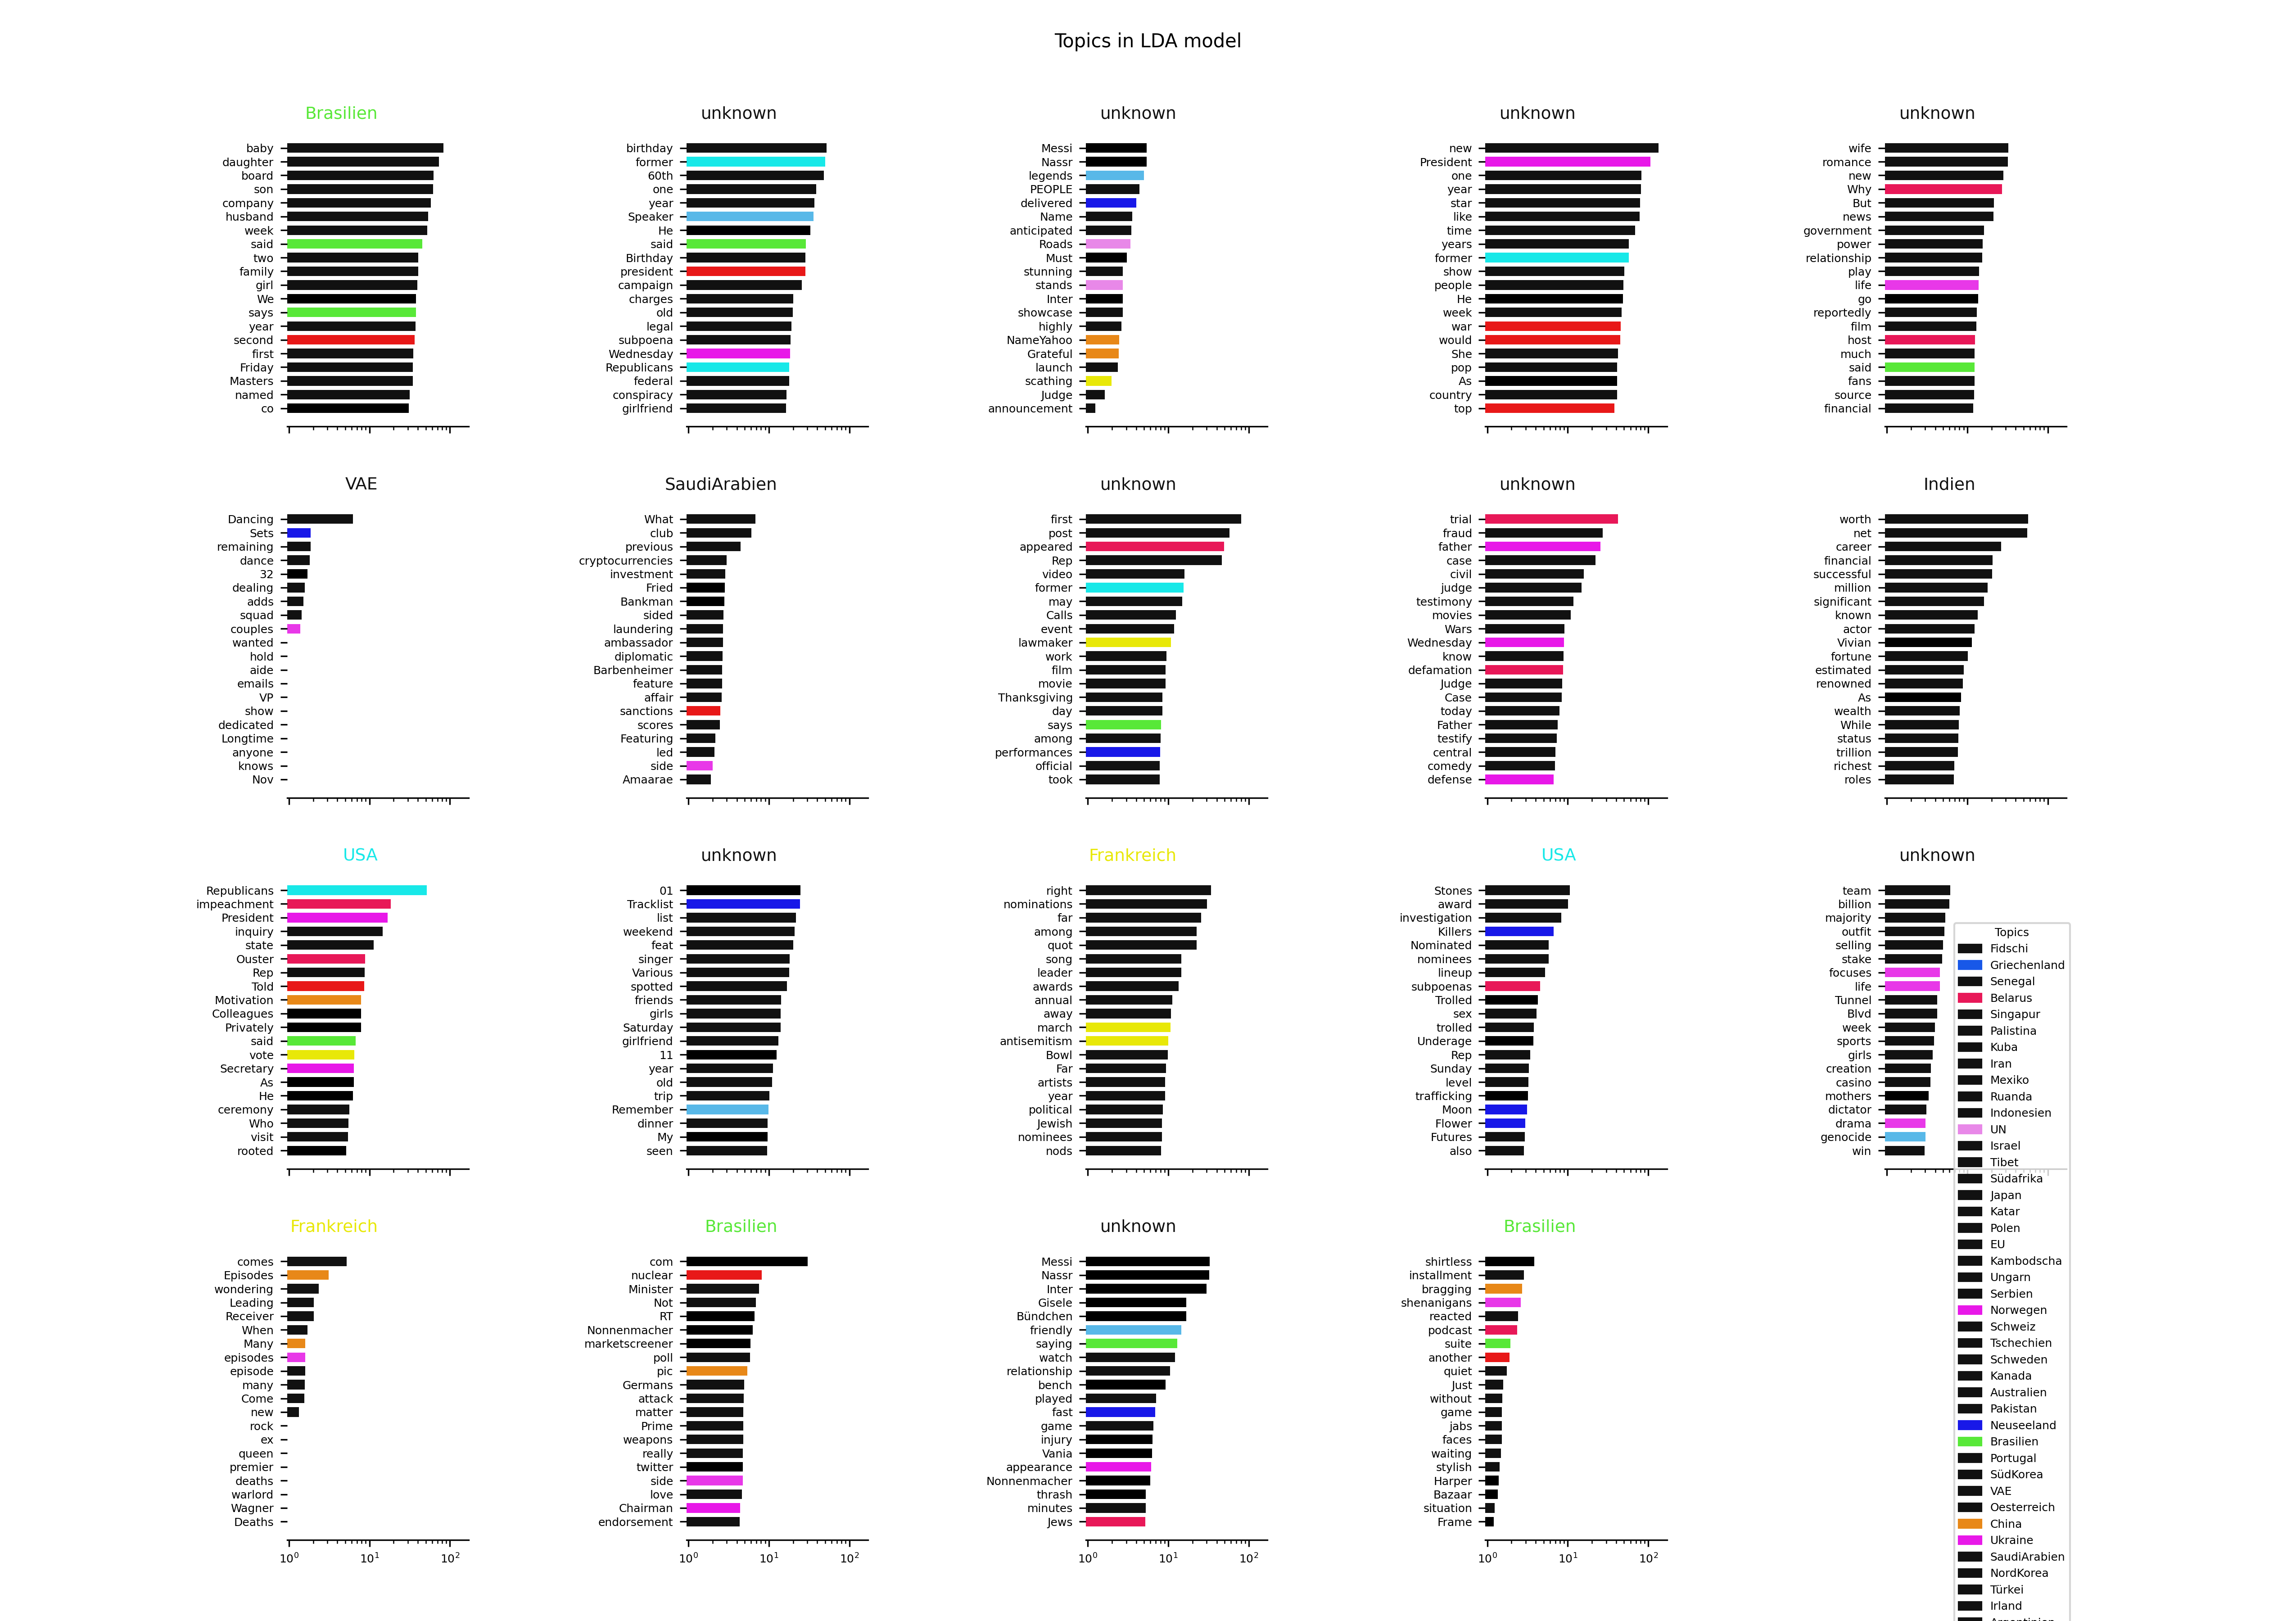 Topics in LDA model
Brasilien
baby
daughter
board
son
company
husband
week
said
two
family
girl
We
says
year
second
first
Friday
Masters
named
co
unknown
birthday
former
60th
one
year
Speaker
He
said
Birthday
president
campaign
charges
old
legal
subpoena
Wednesday
Republicans
federal
conspiracy
girlfriend
unknown
Messi
Nassr
legends
PEOPLE
delivered
Name
anticipated
Roads
Must
stunning
stands
Inter
showcase
highly
NameYahoo
Grateful
launch
scathing
Judge
announcement
unknown
new
President
one
year
star
like
time
years
former
show
people
He
week
war
would
She
pop
As
country
top
unknown
wife
romance
new
Why
But
news
government
power
relationship
play
life
go
reportedly
film
host
much
said
fans
source
financial
VAE
Dancing
Sets
remaining
dance
32
dealing
adds
squad
couples
wanted
hold
aide
emails
VP
show
dedicated
Longtime
anyone
knows
Nov
SaudiArabien
What
club
previous
cryptocurrencies
investment
Fried
Bankman
sided
laundering
ambassador
diplomatic
Barbenheimer
feature
affair
sanctions
scores
Featuring
led
side
Amaarae
unknown
first
post
appeared
Rep
video
former
may
Calls
event
lawmaker
work
film
movie
Thanksgiving
day
says
among
performances
official
took
unknown
trial
fraud
father
case
civil
judge
testimony
movies
Wars
Wednesday
know
defamation
Judge
Case
today
Father
testify
central
comedy
defense
Indien
worth
net
career
financial
successful
million
significant
known
actor
Vivian
fortune
estimated
renowned
As
wealth
While
status
trillion
richest
roles
USA
Republicans
impeachment
President
inquiry
state
Ouster
Rep
Told
Motivation
Colleagues
Privately
said
vote
Secretary
As
He
ceremony
Who
visit
rooted
unknown
01
Tracklist
list
weekend
feat
singer
Various
spotted
friends
girls
Saturday
girlfriend
11
year
old
trip
Remember
dinner
My
seen
Frankreich
right
nominations
far
among
quot
song
leader
awards
annual
away
march
antisemitism
Bowl
Far
artists
year
political
Jewish
nominees
nods
USA
Stones
award
investigation
Killers
Nominated
nominees
lineup
subpoenas
Trolled
sex
trolled
Underage
Rep
Sunday
level
trafficking
Moon
Flower
Futures
also
unknown
team
billion
majority
outfit
selling
stake
focuses
life
Tunnel
Blvd
week
sports
girls
creation
casino
mothers
dictator
drama
genocide
win
Frankreich
comes
Episodes
wondering
Leading
Receiver
When
Many
episodes
episode
many
Come
new
rock
ex
queen
premier
deaths
warlord
Wagner
Deaths
10⁰ 10¹ 10²
Brasilien
com
nuclear
Minister
Not
RT
Nonnenmacher
marketscreener
poll
pic
Germans
attack
matter
Prime
weapons
really
twitter
side
love
Chairman
endorsement
10⁰ 10¹ 10²
unknown
Messi
Nassr
Inter
Gisele
Bündchen
friendly
saying
watch
relationship
bench
played
fast
game
injury
Vania
appearance
Nonnenmacher
thrash
minutes
Jews
10⁰ 10¹ 10²
Brasilien
shirtless
installment
bragging
shenanigans
reacted
podcast
suite
another
quiet
Just
without
game
jabs
faces
waiting
stylish
Harper
Bazaar
situation
Frame
10⁰ 10¹ 10²
Topics
Fidschi
Griechenland
Senegal
Belarus
Singapur
Palistina
Kuba
Iran
Mexiko
Ruanda
Indonesien
UN
Israel
Tibet
Südafrika
Japan
Katar
Polen
EU
Kambodscha
Ungarn
Serbien
Norwegen
Schweiz
Tschechien
Schweden
Kanada
Australien
Pakistan
Neuseeland
Brasilien
Portugal
SüdKorea
VAE
Oesterreich
China
Ukraine
SaudiArabien
NordKorea
Türkei
Irland